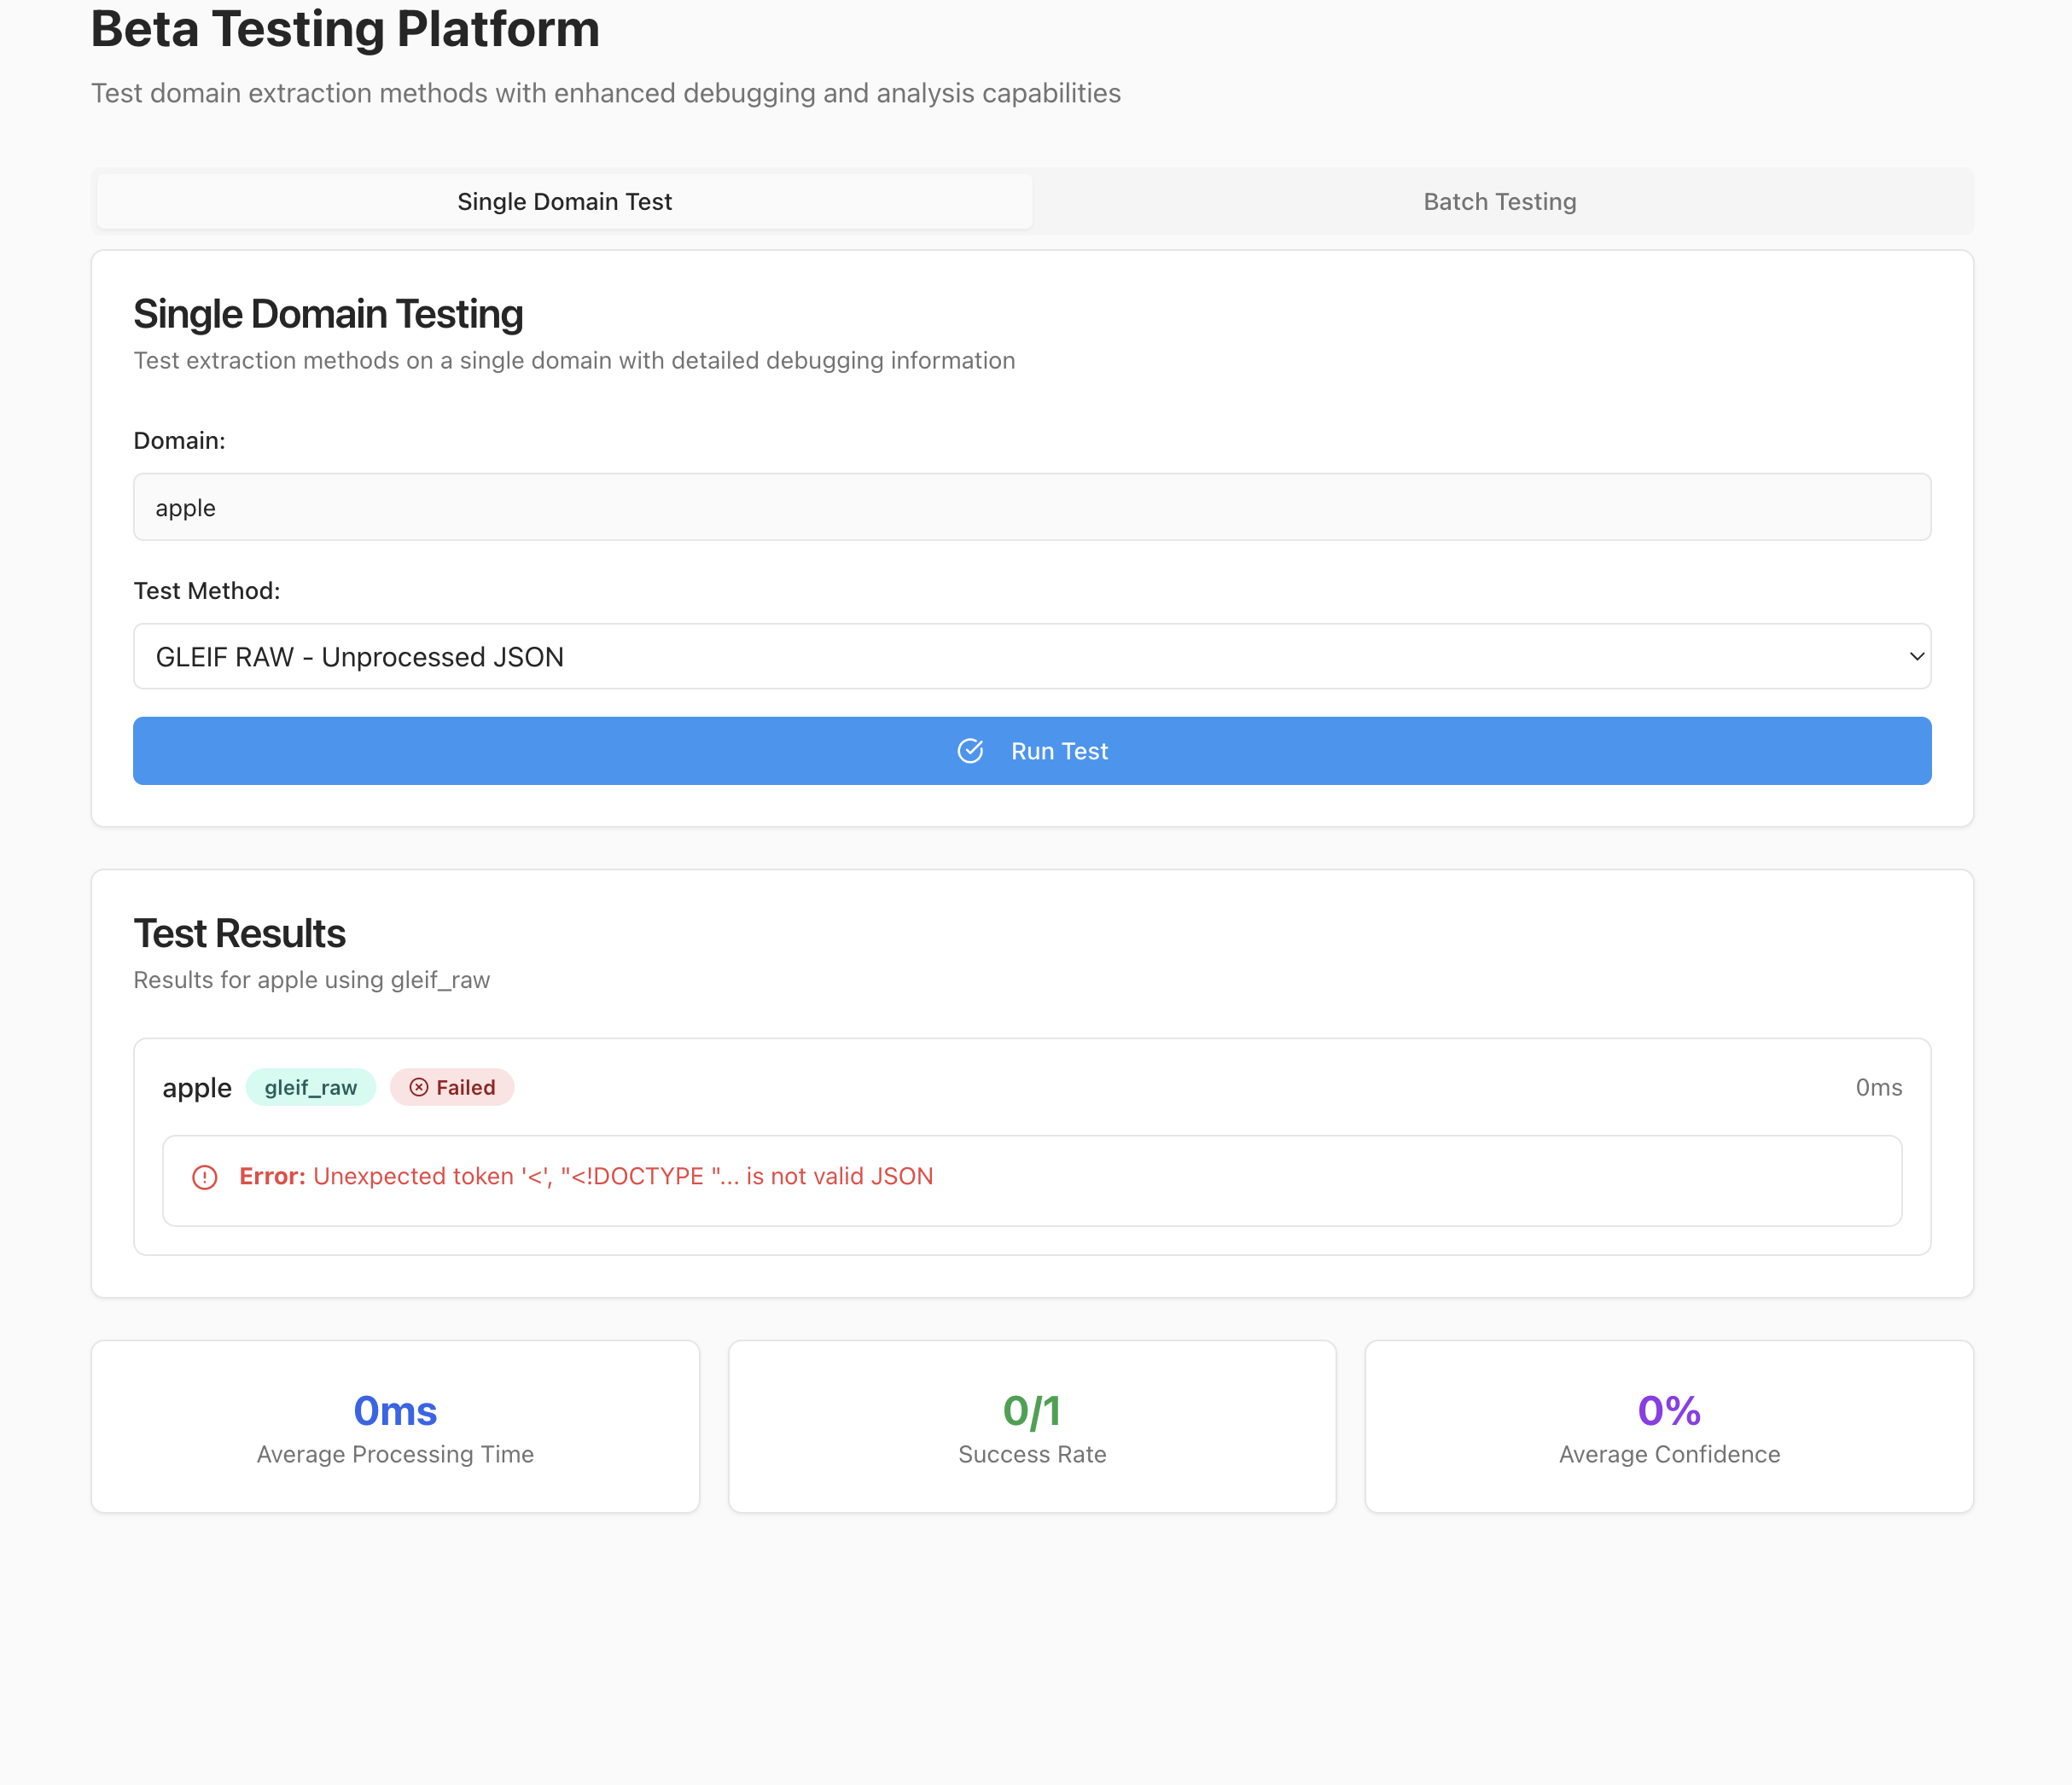 Beta Testing Platform
Test domain extraction methods with enhanced debugging and analysis capabilities
Single Domain Test
Batch Testing
Single Domain Testing
Test extraction methods on a single domain with detailed debugging information
Domain:
apple
Test Method:
GLEIF RAW - Unprocessed JSON
Run Test
Test Results
Results for apple using gleif_raw
apple gleif_raw Failed 0ms
Error: Unexpected token '<', "<!DOCTYPE "... is not valid JSON
0ms
Average Processing Time
0/1
Success Rate
0%
Average Confidence